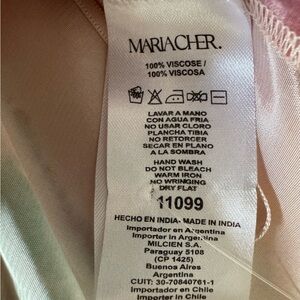 MARIACHER.
100% VISCOSE /
100% VISCOSA
LAVAR A MANO
CON AGUA FRIA
NO USAR CLORO
PLANCHA TIBIA
NO RETORCER
SECAR EN PLANO
A LA SOMBRA
HAND WASH
DO NOT BLEACH
WARM IRON
NO WRINGING
DRY FLAT
11099
HECHO EN INDIA- MADE IN INDIA
Importador en Argentina
Importer in Argentina
MILCIEN S.A.
Paraguay 5108
(CP 1425)
Buenos Aires
Argentina
CUIT: 30-70840761-1
Importador en Chile
Importer in Chile